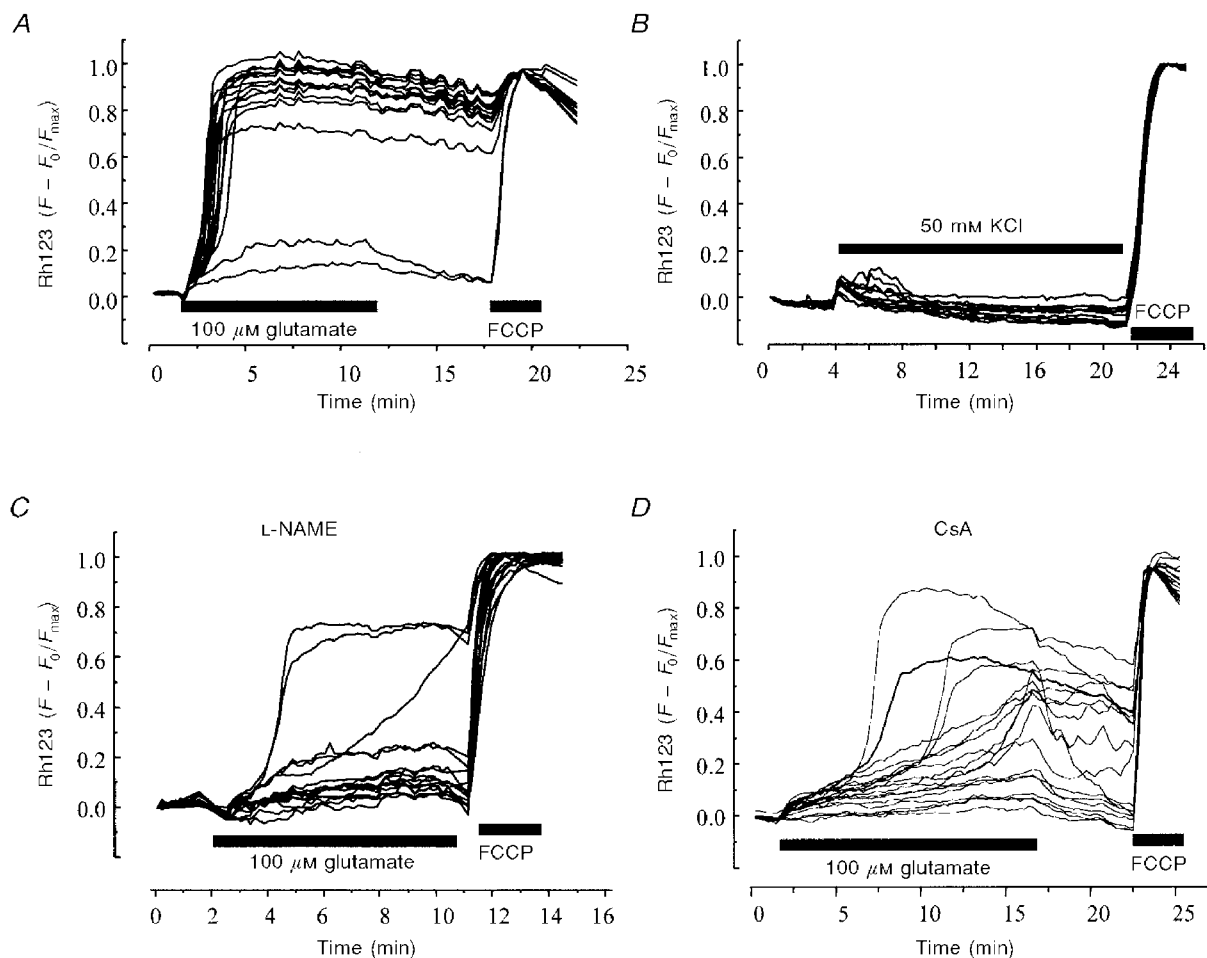 A
Rh123 (F − F0/Fmax)
1.0
0.8
0.6
0.4
0.2
0.0
100 μM glutamate
FCCP
0 5 10 15 20 25
Time (min)
B
Rh123 (F − F0/Fmax)
1.0
0.8
0.6
0.4
0.2
0.0
50 mM KCl
FCCP
0 4 8 12 16 20 24
Time (min)
C
L-NAME
Rh123 (F − F0/Fmax)
1.0
0.8
0.6
0.4
0.2
0.0
100 μM glutamate
FCCP
0 2 4 6 8 10 12 14 16
Time (min)
D
CsA
Rh123 (F − F0/Fmax)
1.0
0.8
0.6
0.4
0.2
0.0
100 μM glutamate
FCCP
0 5 10 15 20 25
Time (min)